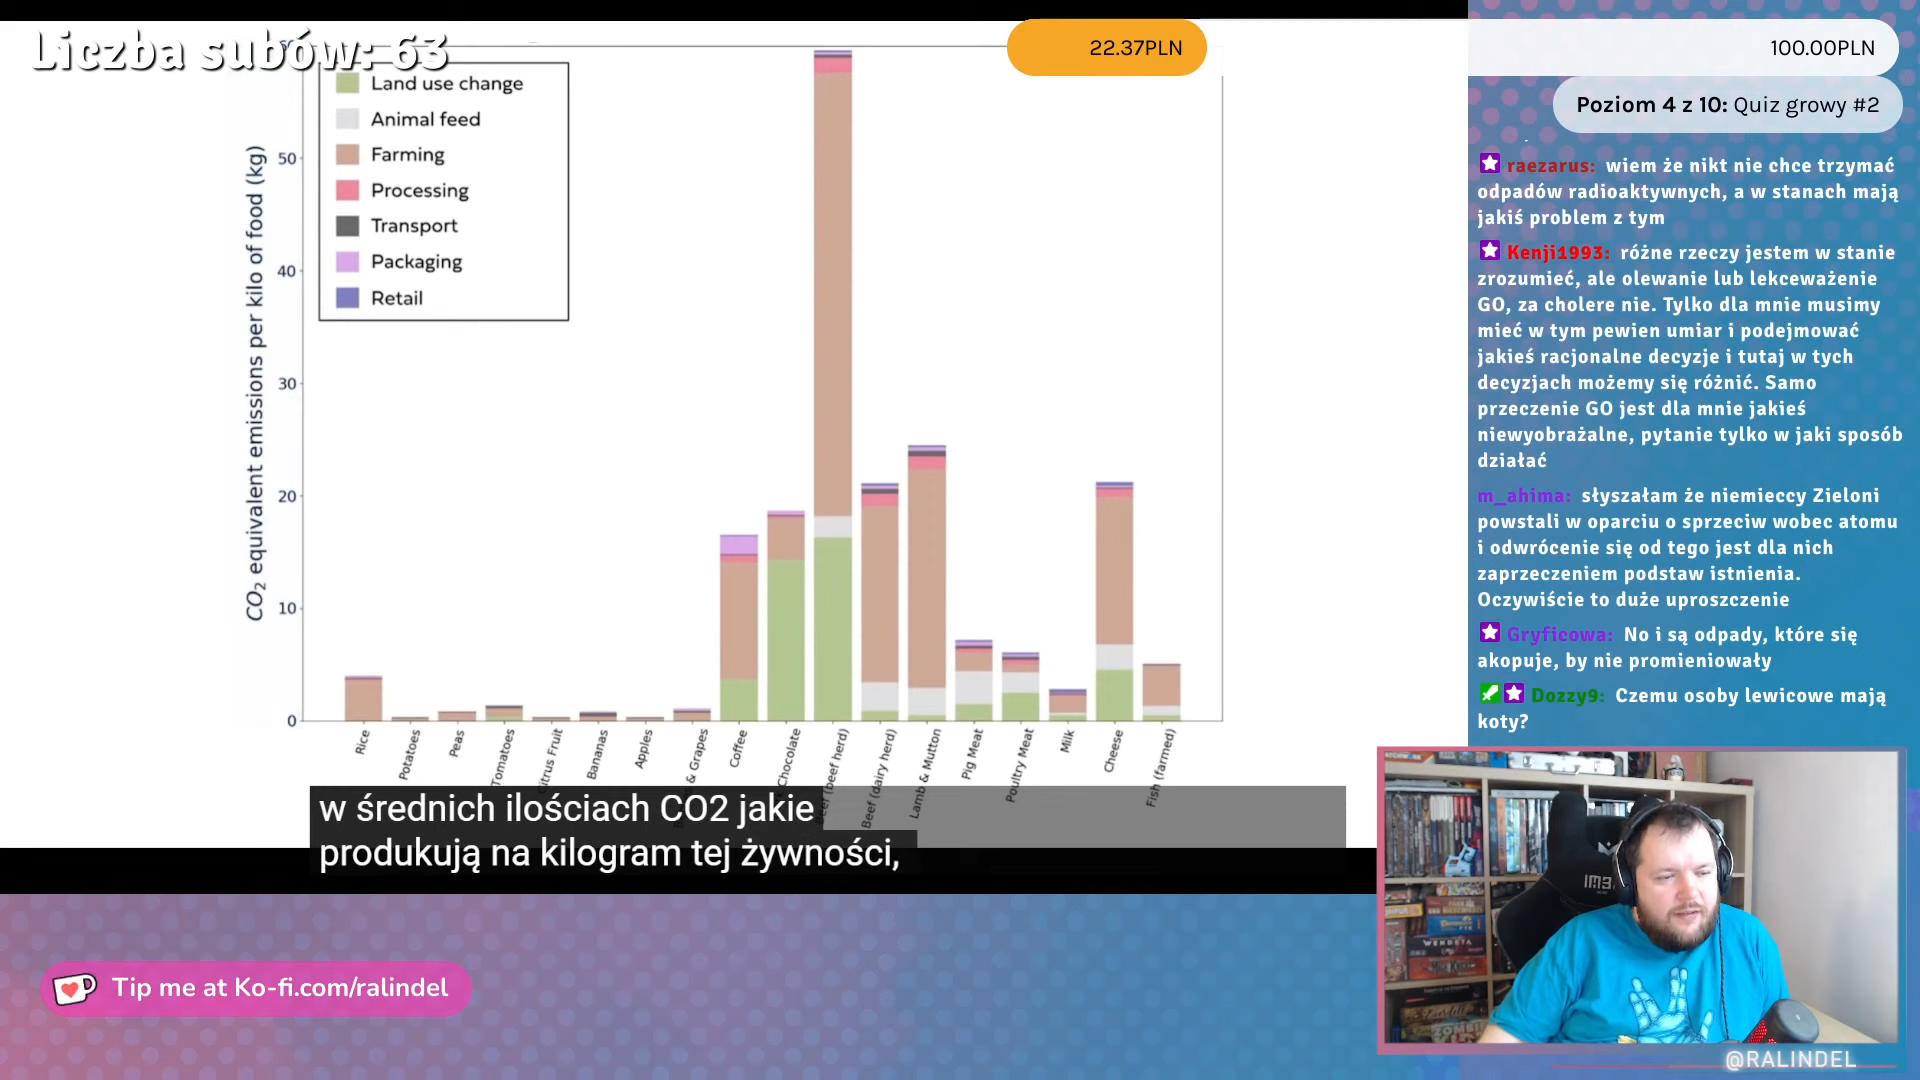 Liczba subów: 63
22.37PLN
100.00PLN
Poziom 4 z 10: Quiz growy #2
Land use change
Animal feed
Farming
Processing
Transport
Packaging
Retail
CO2 equivalent emissions per kilo of food (kg)
50
40
30
20
10
0
Rice
Potatoes
Peas
Tomatoes
Citrus Fruit
Bananas
Apples
& Grapes
Coffee
Chocolate
Beef (beef herd)
Beef (dairy herd)
Lamb & Mutton
Pig Meat
Poultry Meat
Milk
Cheese
Fish (farmed)
w średnich ilościach CO2 jakie
produkują na kilogram tej żywności,
raezarus: wiem że nikt nie chce trzymać
odpadów radioaktywnych, a w stanach mają
jakiś problem z tym
Kenji1993: różne rzeczy jestem w stanie
zrozumieć, ale olewanie lub lekceważenie
GO, za cholere nie. Tylko dla mnie musimy
mieć w tym pewien umiar i podejmować
jakieś racjonalne decyzje i tutaj w tych
decyzjach możemy się różnić. Samo
przeczenie GO jest dla mnie jakieś
niewyobrażalne, pytanie tylko w jaki sposób
działać
m_ahima: słyszałam że niemieccy Zieloni
powstali w oparciu o sprzeciw wobec atomu
i odwrócenie się od tego jest dla nich
zaprzeczeniem podstaw istnienia.
Oczywiście to duże uproszczenie
Gryficowa: No i są odpady, które się
akopuje, by nie promieniowały
Dozzy9: Czemu osoby lewicowe mają
koty?
Tip me at Ko-fi.com/ralindel
WENDETA
ZOMBIE
@RALINDEL